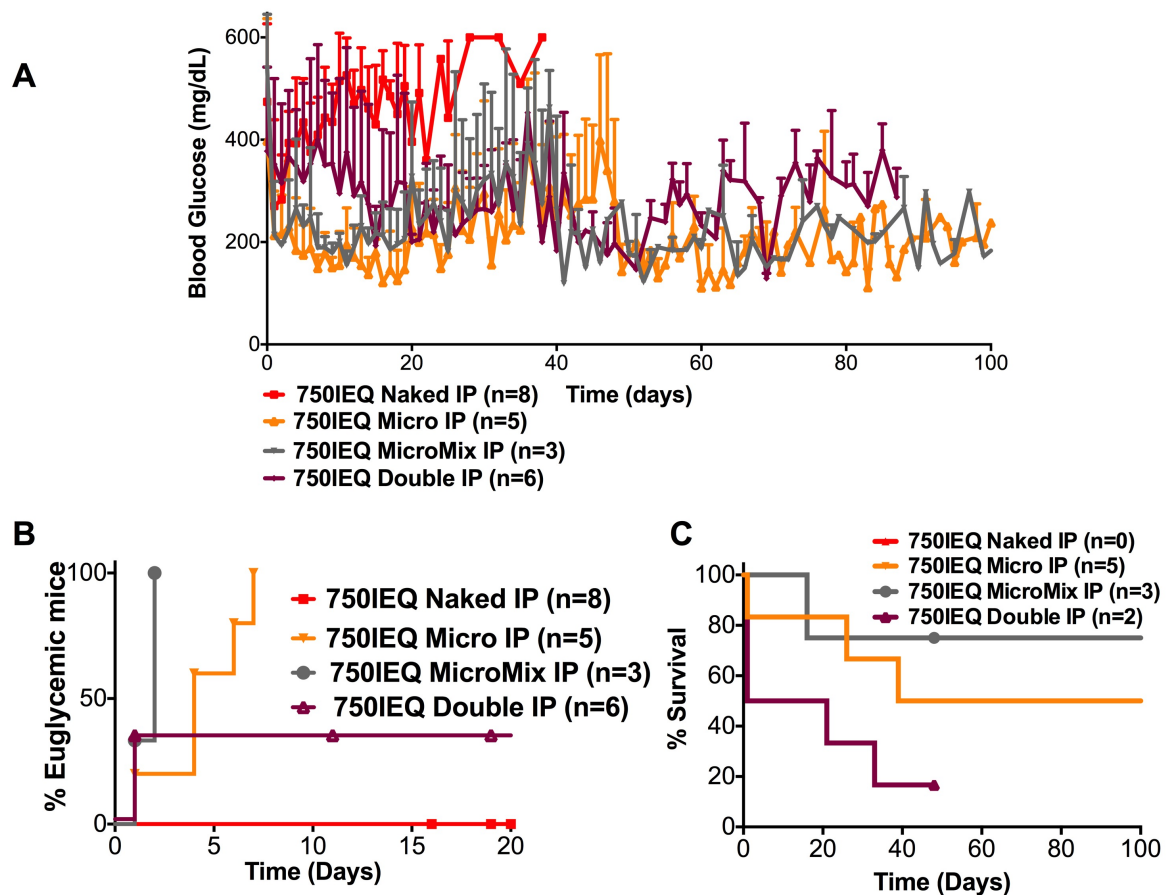 A
Blood Glucose (mg/dL)
600
400
200
0
0 20 40 60 80 100
Time (days)
750IEQ Naked IP (n=8)
750IEQ Micro IP (n=5)
750IEQ MicroMix IP (n=3)
750IEQ Double IP (n=6)
B
% Euglycemic mice
100
50
0
0 5 10 15 20
Time (Days)
750IEQ Naked IP (n=8)
750IEQ Micro IP (n=5)
750IEQ MicroMix IP (n=3)
750IEQ Double IP (n=6)
C
750IEQ Naked IP (n=0)
750IEQ Micro IP (n=5)
750IEQ MicroMix IP (n=3)
750IEQ Double IP (n=2)
% Survival
100
80
60
40
20
0
0 20 40 60 80 100
Time (Days)